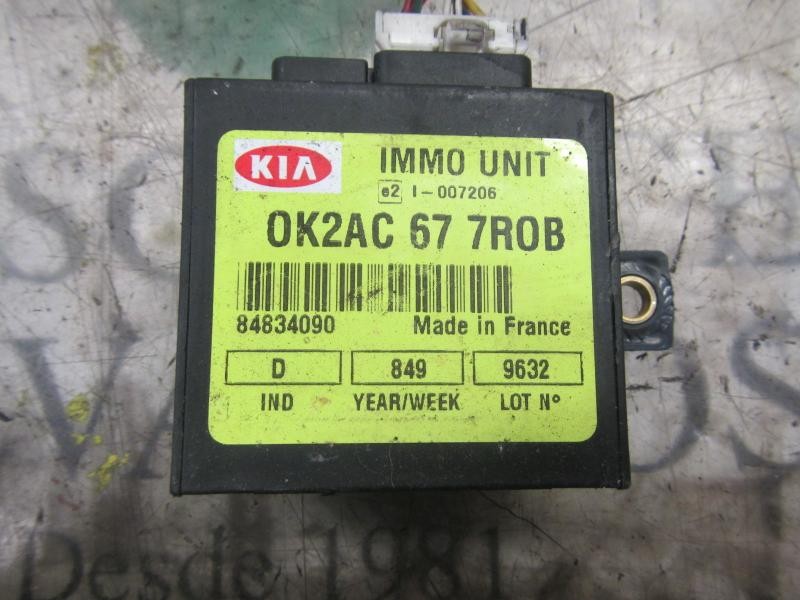 KIA
IMMO UNIT
e2 I-007206
0K2AC 67 7R0B
84834090 Made in France
D 849 9632
IND YEAR/WEEK LOT N°
Desde 1981